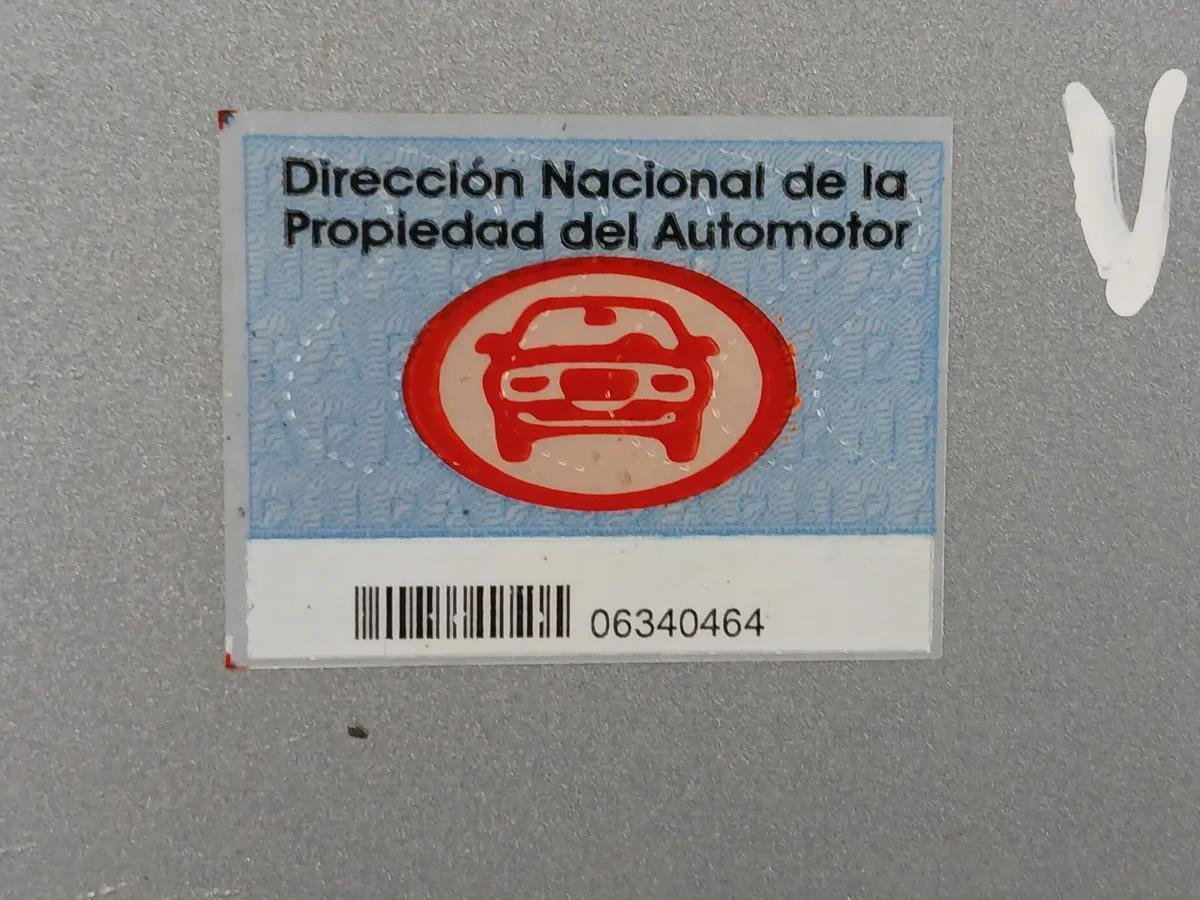 Dirección Nacional de la
Propiedad del Automotor
06340464
V